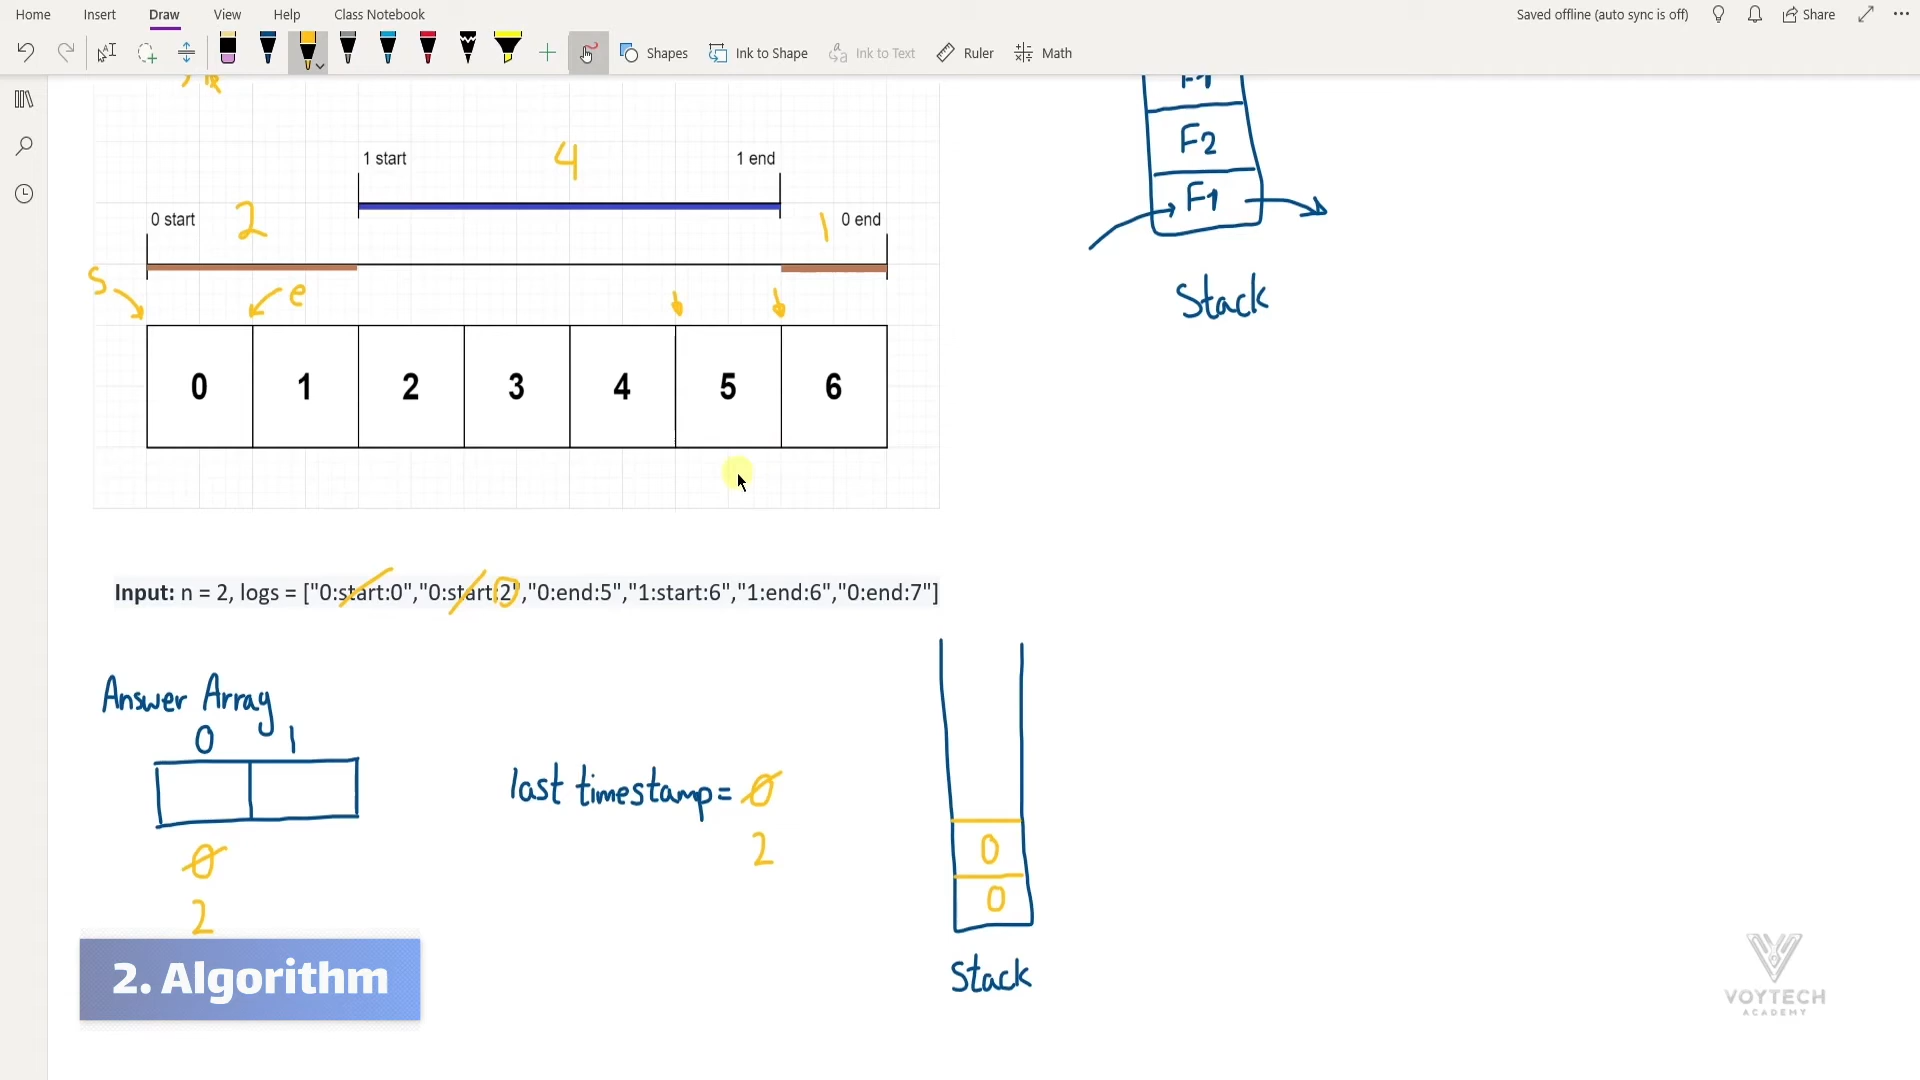 Home Insert Draw View Help Class Notebook Saved offline (auto sync is off) Share
Shapes Ink to Shape Ink to Text Ruler Math
F2
F1
Stack
1 start 4 1 end
0 start 2 1 0 end
S e
0 1 2 3 4 5 6
Input: n = 2, logs = ["0:start:0","0:start:2","0:end:5","1:start:6","1:end:6","0:end:7"]
0
Answer Array
0 1
last timestamp= 0
2
0
2
0
0
Stack
2. Algorithm
VOYTECH
ACADEMY